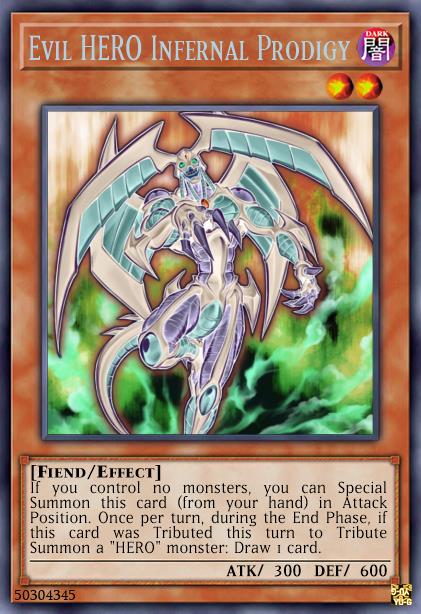 Evil HERO Infernal Prodigy
DARK
闇
[Fiend/Effect]
If you control no monsters, you can Special
Summon this card (from your hand) in Attack
Position. Once per turn, during the End Phase, if
this card was Tributed this turn to Tribute
Summon a "HERO" monster: Draw 1 card.
ATK/ 300 DEF/ 600
50304345